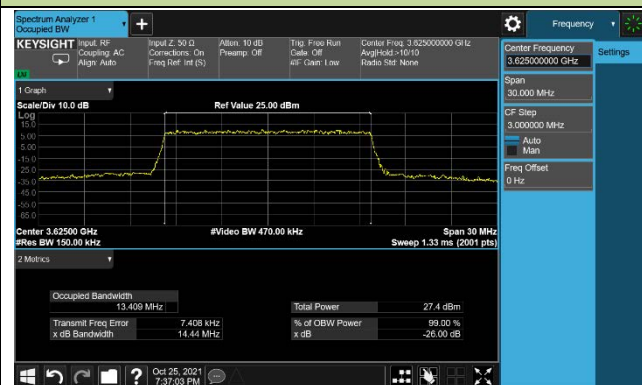 Spectrum Analyzer 1
Occupied BW
Frequency
KEYSIGHT
Input: RF
Coupling: AC
Align: Auto
Input Z: 50 Ω
Corrections: On
Freq Ref: Int (S)
Atten: 10 dB
Preamp: Off
Trig: Free Run
Gate: Off
#IF Gain: Low
Center Freq: 3.625000000 GHz
Avg|Hold:>10/10
Radio Std: None
LM
Center Frequency
3.625000000 GHz
Settings
Span
30.000 MHz
CF Step
3.000000 MHz
Auto
Man
Freq Offset
0 Hz
1 Graph
Scale/Div 10.0 dB
Ref Value 25.00 dBm
Log
15.0
5.00
-5.00
-15.0
-25.0
-35.0
-45.0
-55.0
-65.0
Center 3.62500 GHz
#Video BW 470.00 kHz
Span 30 MHz
#Res BW 150.00 kHz
Sweep 1.33 ms (2001 pts)
2 Metrics
Occupied Bandwidth
13.409 MHz
Total Power
27.4 dBm
Transmit Freq Error
7.408 kHz
% of OBW Power
99.00 %
x dB Bandwidth
14.44 MHz
x dB
-26.00 dB
Oct 25, 2021
7:37:03 PM